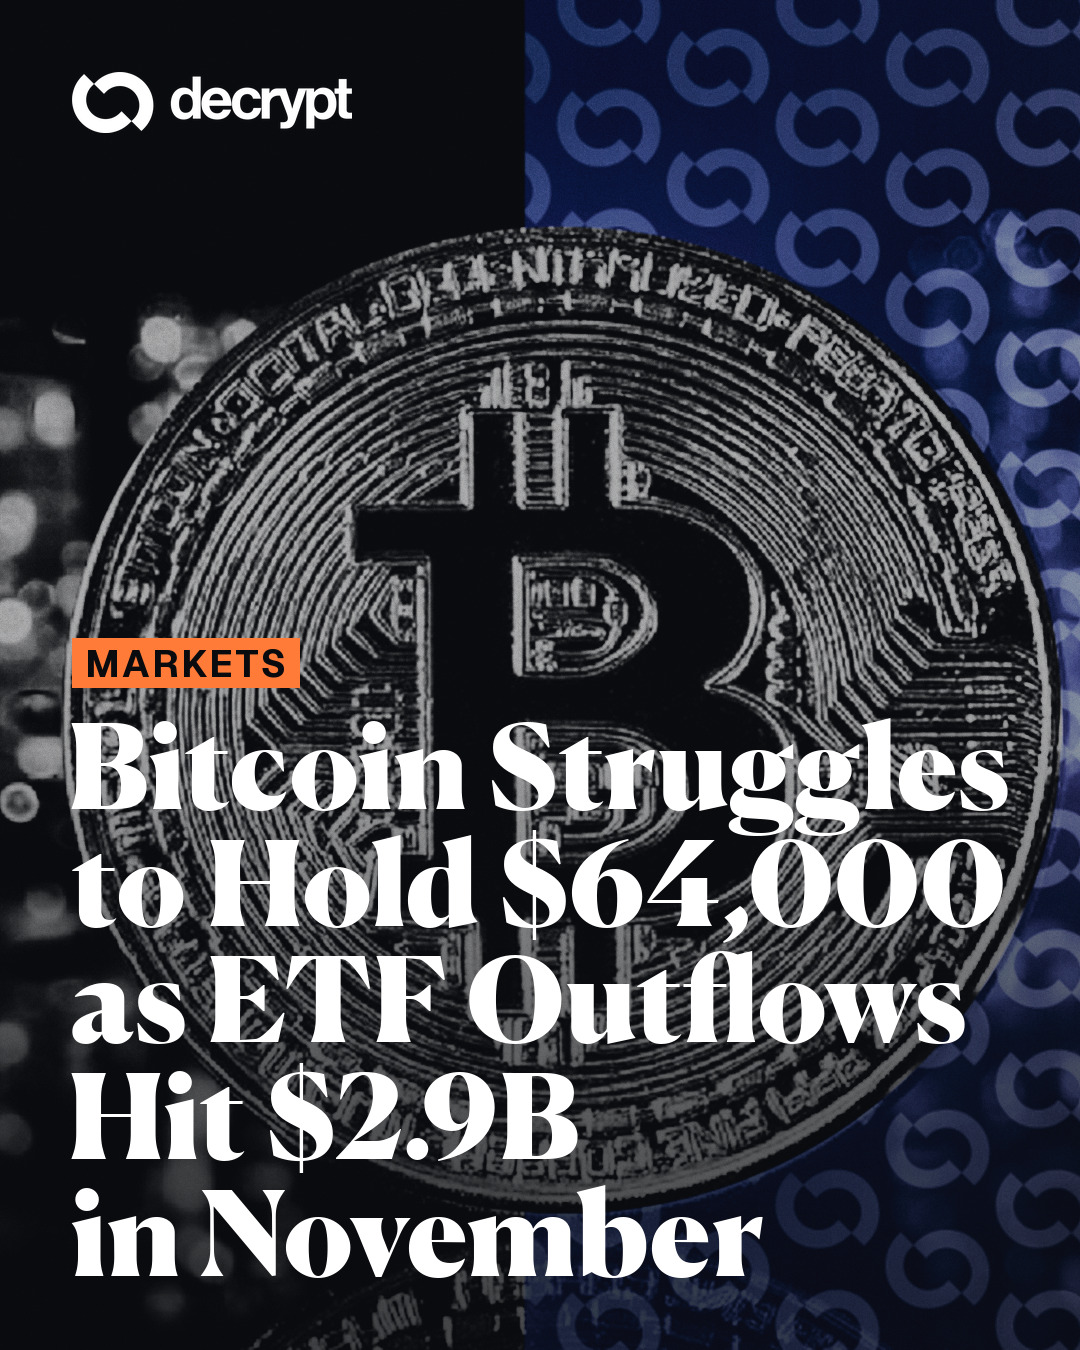 decrypt
MARKETS
Bitcoin Struggles
to Hold $64,000
as ETF Outflows
Hit $2.9B
in November